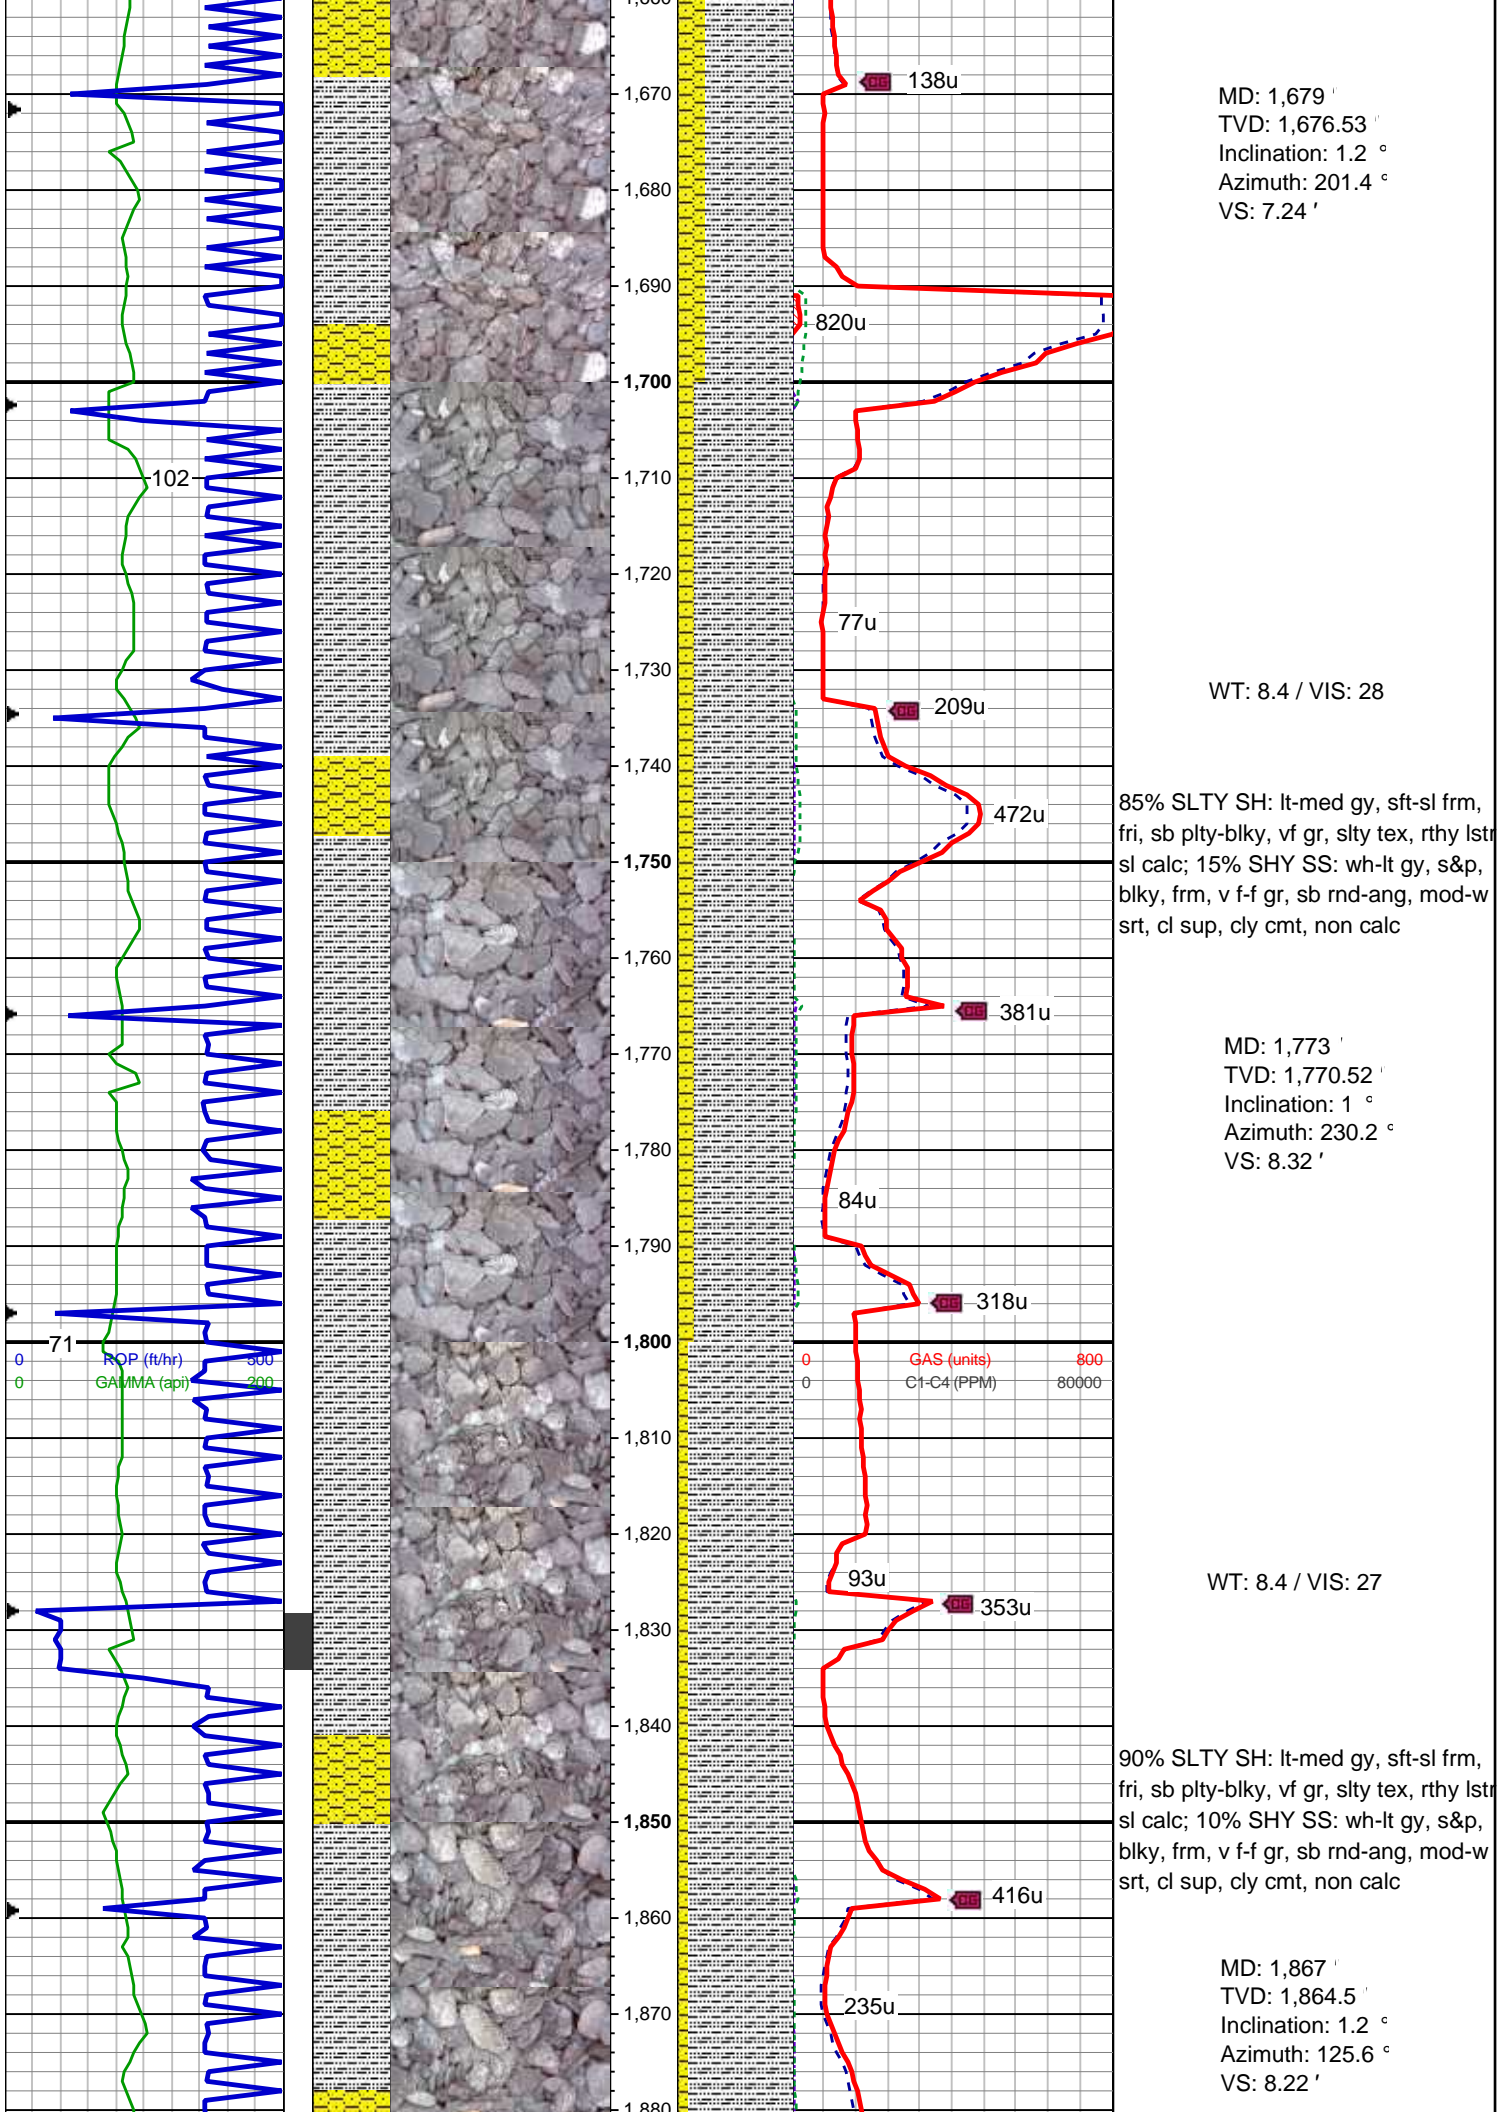 138u
1,670
MD: 1,679 '
TVD: 1,676.53 '
Inclination: 1.2 °
Azimuth: 201.4 °
VS: 7.24 '
1,680
1,690
820u
1,700
102
1,710
1,720
77u
1,730
WT: 8.4 / VIS: 28
209u
1,740
472u
85% SLTY SH: lt-med gy, sft-sl frm,
fri, sb plty-blky, vf gr, slty tex, rthy lstr
sl calc; 15% SHY SS: wh-lt gy, s&p,
blky, frm, v f-f gr, sb rnd-ang, mod-w
srt, cl sup, cly cmt, non calc
1,750
1,760
381u
1,770
MD: 1,773 '
TVD: 1,770.52 '
Inclination: 1 °
Azimuth: 230.2 °
VS: 8.32 '
1,780
84u
1,790
318u
1,800
71
0 ROP (ft/hr) 500
0 GAMMA (api) 200
0 GAS (units) 800
0 C1-C4 (PPM) 80000
1,810
1,820
93u
WT: 8.4 / VIS: 27
353u
1,830
1,840
90% SLTY SH: lt-med gy, sft-sl frm,
fri, sb plty-blky, vf gr, slty tex, rthy lstr
sl calc; 10% SHY SS: wh-lt gy, s&p,
blky, frm, v f-f gr, sb rnd-ang, mod-w
srt, cl sup, cly cmt, non calc
1,850
416u
1,860
MD: 1,867 '
TVD: 1,864.5 '
Inclination: 1.2 °
Azimuth: 125.6 °
VS: 8.22 '
1,870
235u
1,880